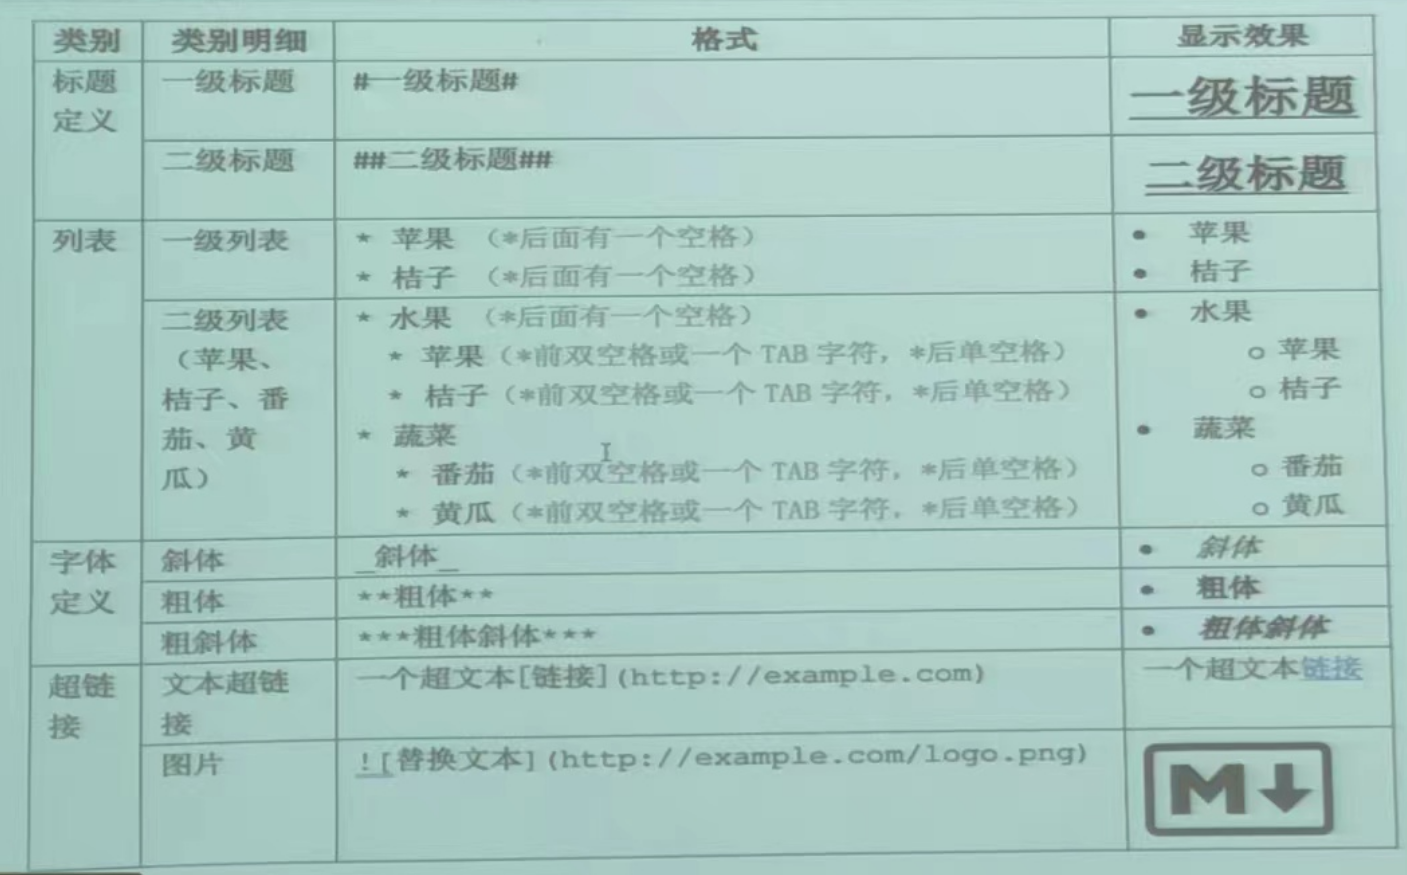 类别 类别明细 格式 显示效果
标题 一级标题 #一级标题# 一级标题
定义
二级标题 ##二级标题## 二级标题
列表 一级列表 * 苹果 （*后面有一个空格） • 苹果
* 桔子 （*后面有一个空格） • 桔子
二级列表 * 水果 （*后面有一个空格） • 水果
（苹果、 * 苹果（*前双空格或一个 TAB 字符，*后单空格） o 苹果
桔子、番 * 桔子（*前双空格或一个 TAB 字符，*后单空格） o 桔子
茄、黄 * 蔬菜 • 蔬菜
瓜） * 番茄（*前双空格或一个 TAB 字符，*后单空格） o 番茄
* 黄瓜（*前双空格或一个 TAB 字符，*后单空格） o 黄瓜
字体 斜体 _斜体_ • 斜体
定义 粗体 **粗体** • 粗体
粗斜体 ***粗体斜体*** • 粗体斜体
超链 文本超链 一个超文本[链接](http://example.com) 一个超文本链接
接 接
图片 ![替换文本](http://example.com/logo.png) M